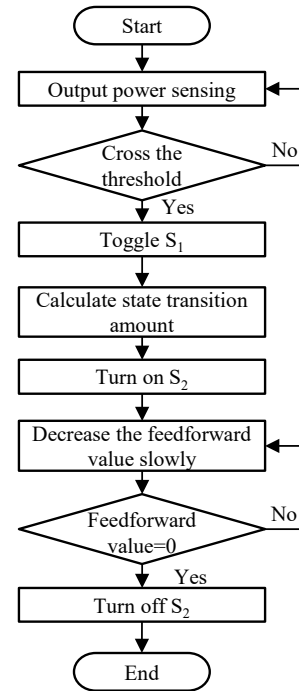 Start
Output power sensing
Cross the
threshold
No
Yes
Toggle S₁
Calculate state transition
amount
Turn on S₂
Decrease the feedforward
value slowly
Feedforward
value=0
No
Yes
Turn off S₂
End